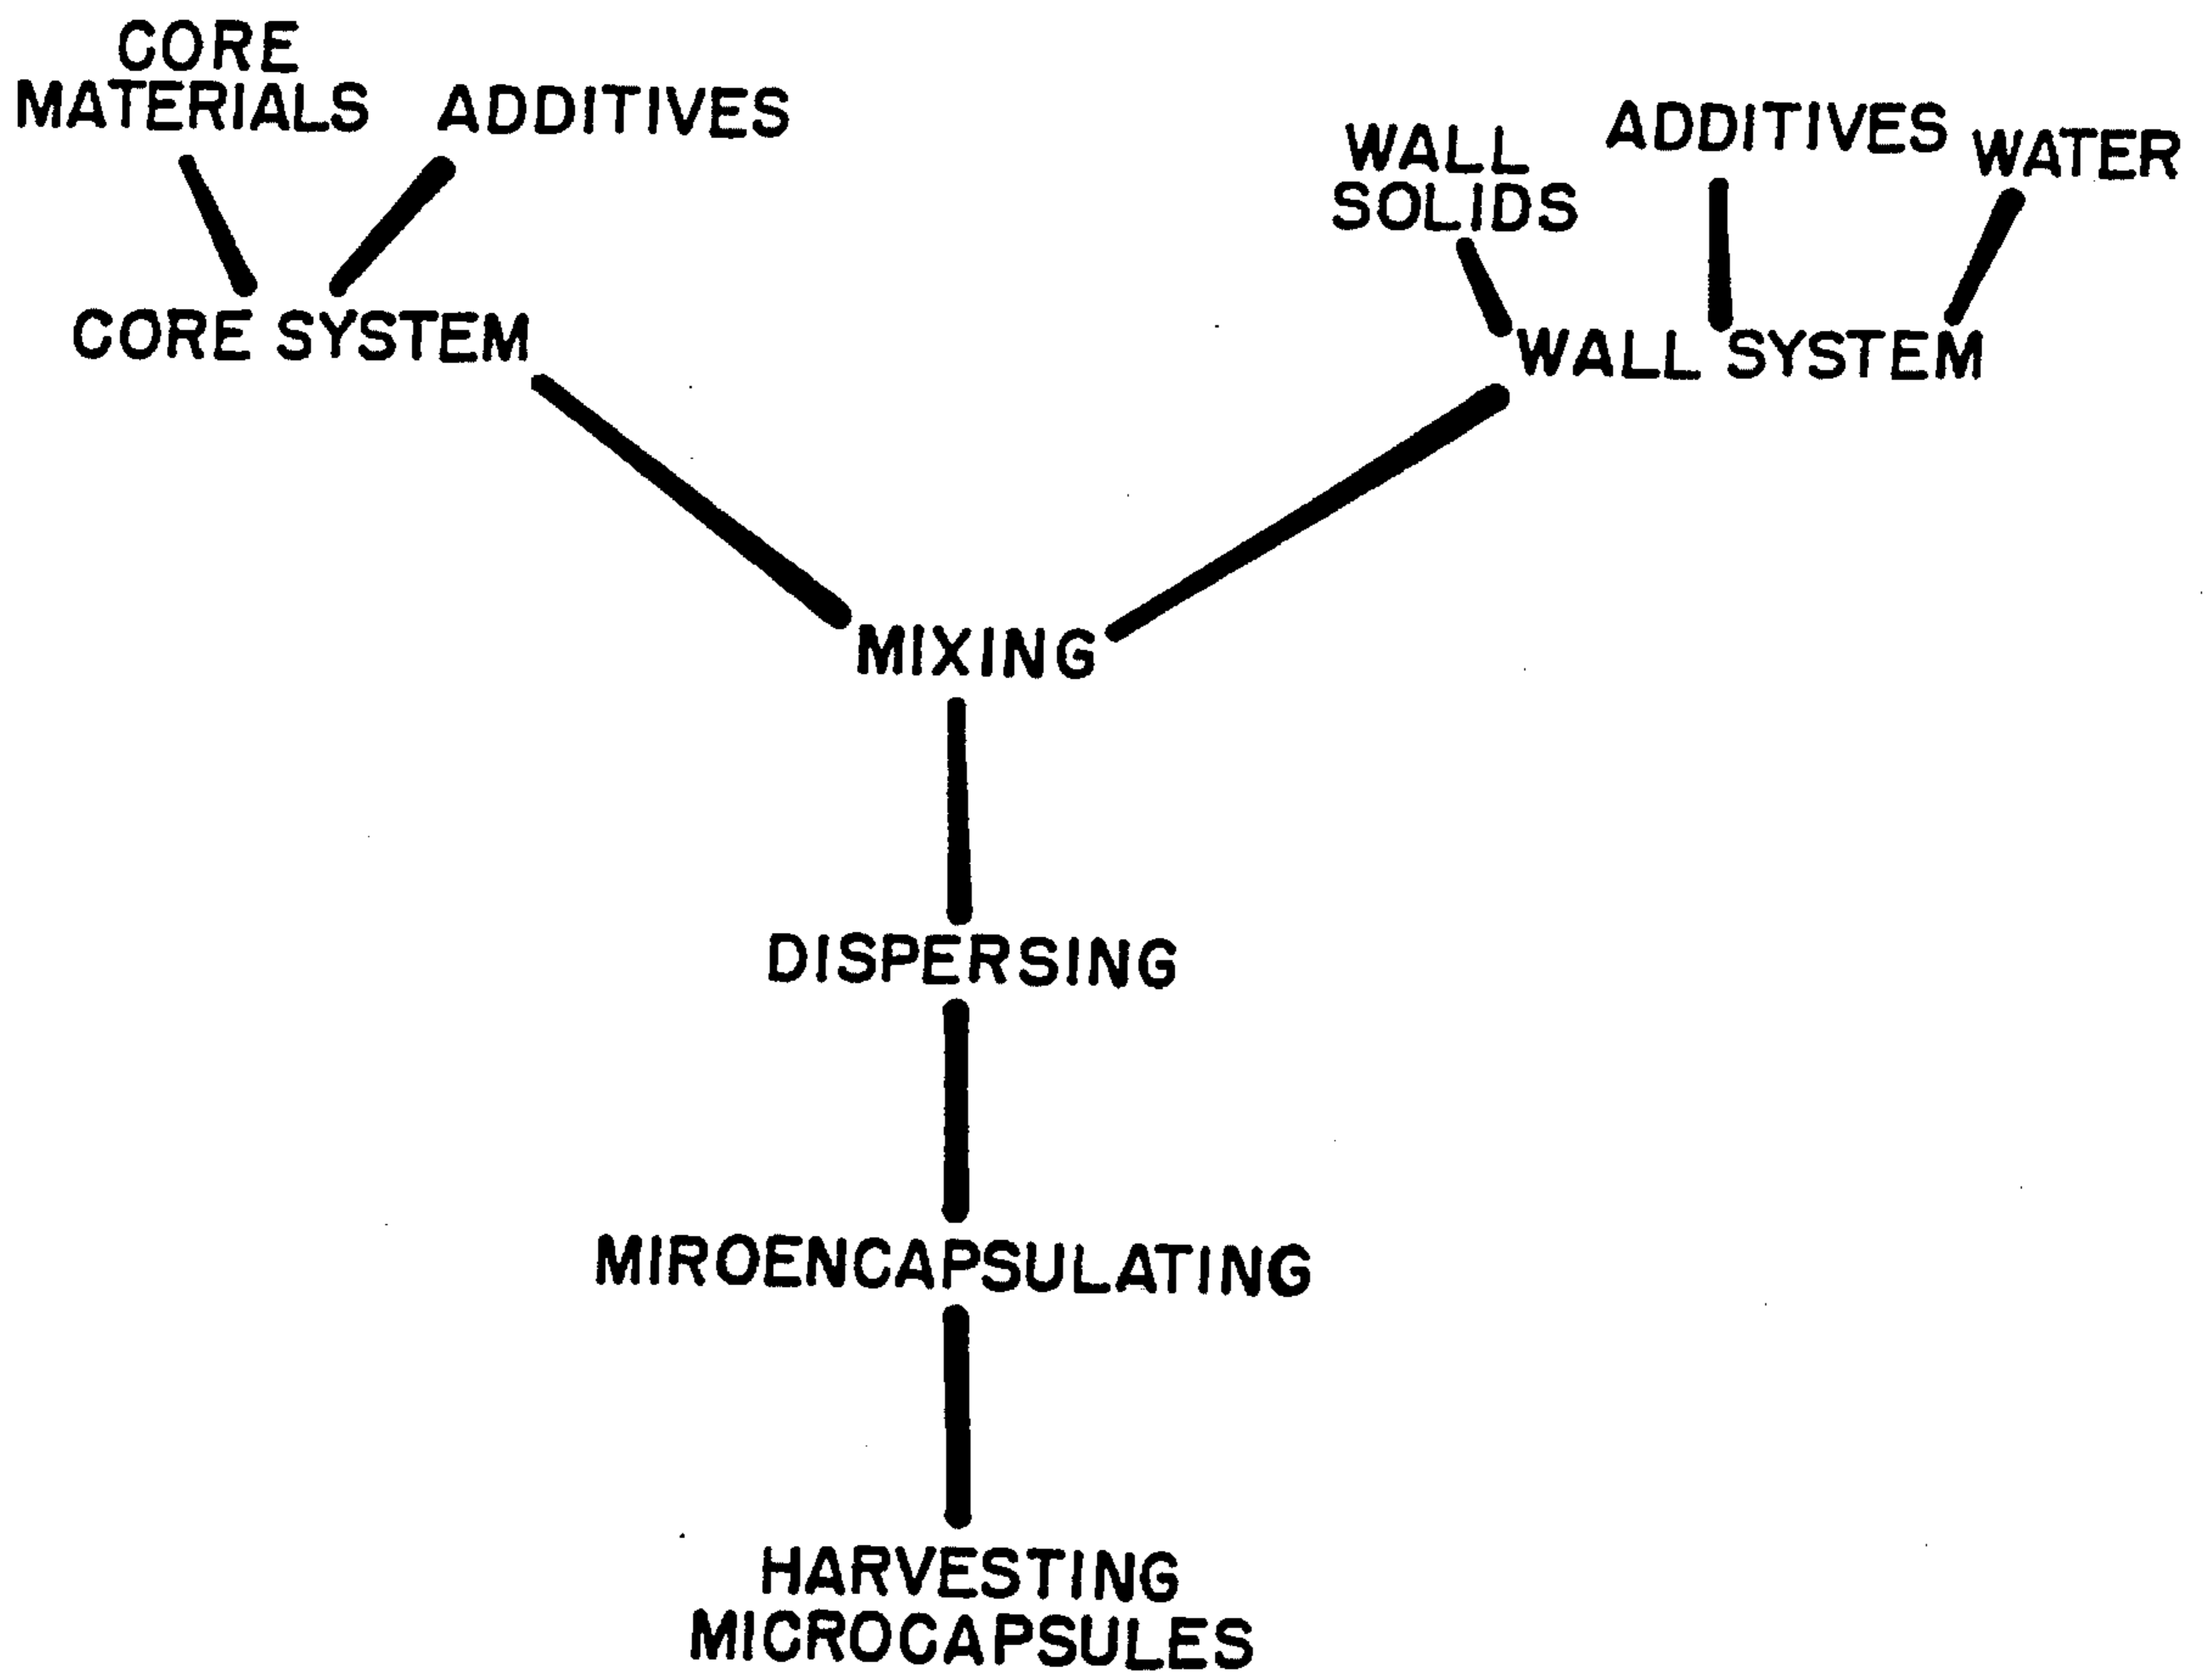 CORE
MATERIALS
ADDITIVES
WALL
SOLIDS
ADDITIVES
WATER
CORE SYSTEM
WALL SYSTEM
MIXING
DISPERSING
MIROENCAPSULATING
HARVESTING
MICROCAPSULES